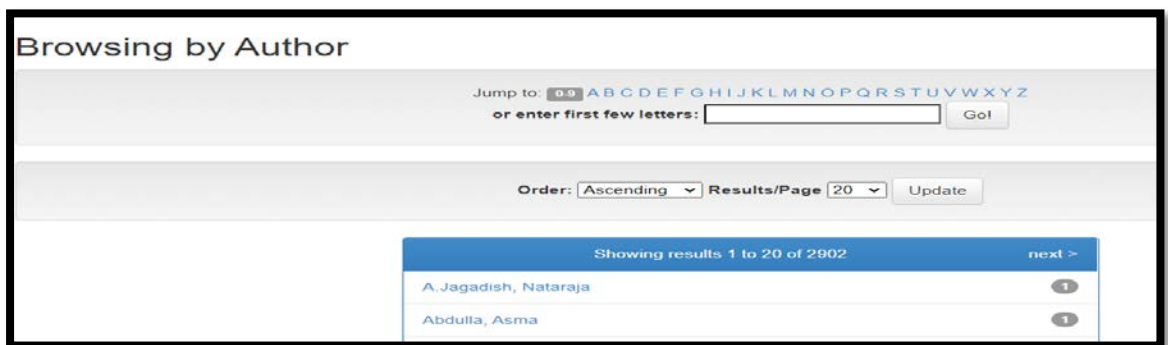 Browsing by Author
Jump to: 0-9 A B C D E F G H I J K L M N O P Q R S T U V W X Y Z
or enter first few letters: Go!
Order: Ascending Results/Page 20 Update
Showing results 1 to 20 of 2902 next >
A.Jagadish, Nataraja 1
Abdulla, Asma 1